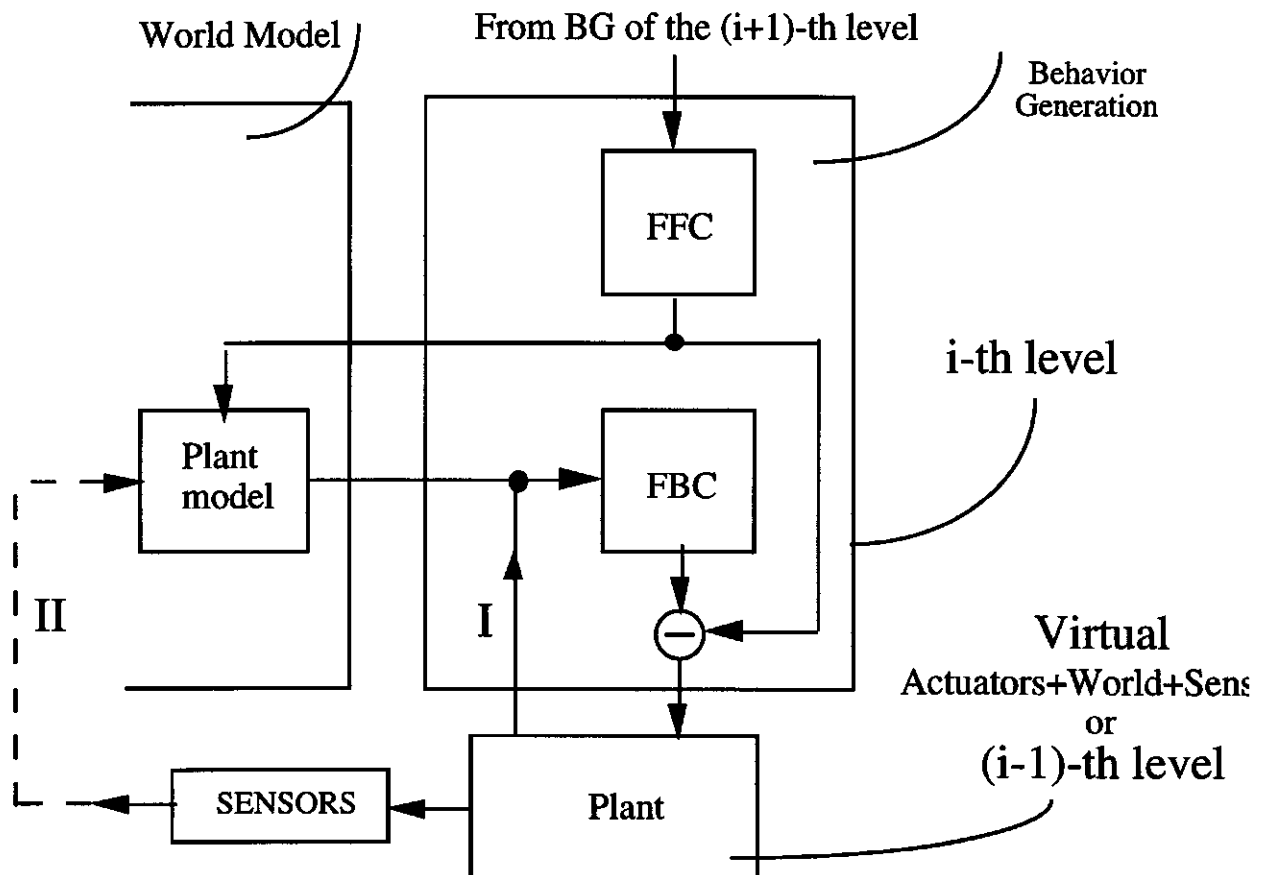 World Model
From BG of the (i+1)-th level
Behavior
Generation
FFC
i-th level
Plant
model
FBC
II
I
−
Virtual
Actuators+World+Sens
or
(i-1)-th level
SENSORS
Plant